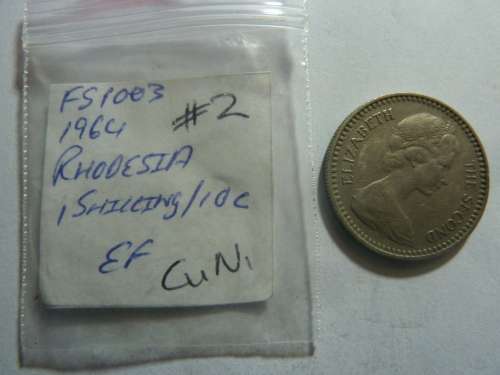 FS1003
1964
#2
RHODESIA
1 SHILLING/10c
EF
CuNi
ELIZABETH
THE SECOND